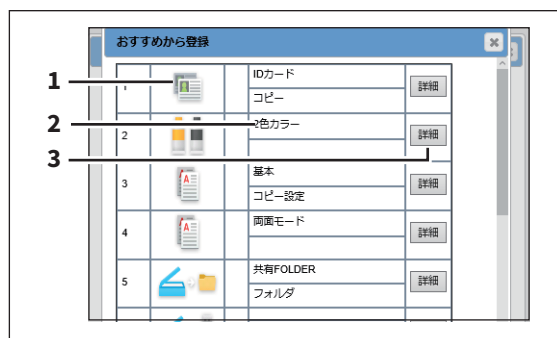 おすすめから登録
1
1
IDカード
コピー
詳細
2
2
2色カラー
詳細
3
3
基本
コピー設定
詳細
4
両面モード
詳細
5
共有FOLDER
フォルダ
詳細